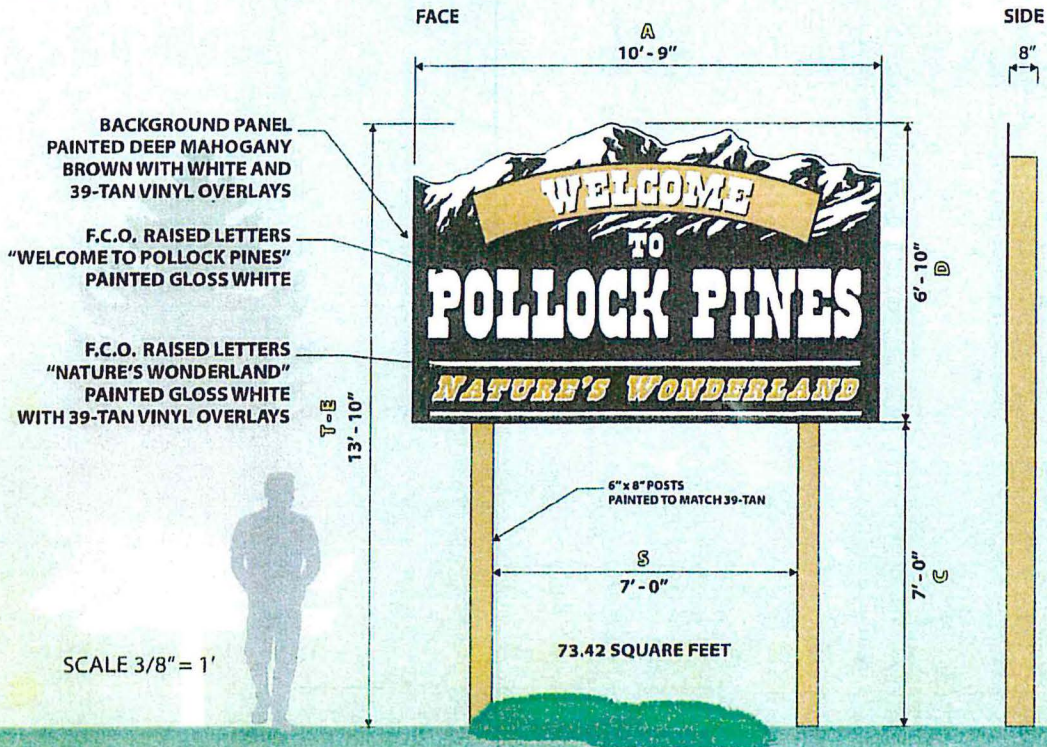 FACE
SIDE
A
10' - 9"
8"
BACKGROUND PANEL
PAINTED DEEP MAHOGANY
BROWN WITH WHITE AND
39-TAN VINYL OVERLAYS
F.C.O. RAISED LETTERS
"WELCOME TO POLLOCK PINES"
PAINTED GLOSS WHITE
F.C.O. RAISED LETTERS
"NATURE'S WONDERLAND"
PAINTED GLOSS WHITE
WITH 39-TAN VINYL OVERLAYS
T - E
13' - 10"
WELCOME
TO
POLLOCK PINES
NATURE'S WONDERLAND
6' - 10"
D
6" x 8" POSTS
PAINTED TO MATCH 39-TAN
S
7' - 0"
7' - 0"
C
73.42 SQUARE FEET
SCALE 3/8" = 1'